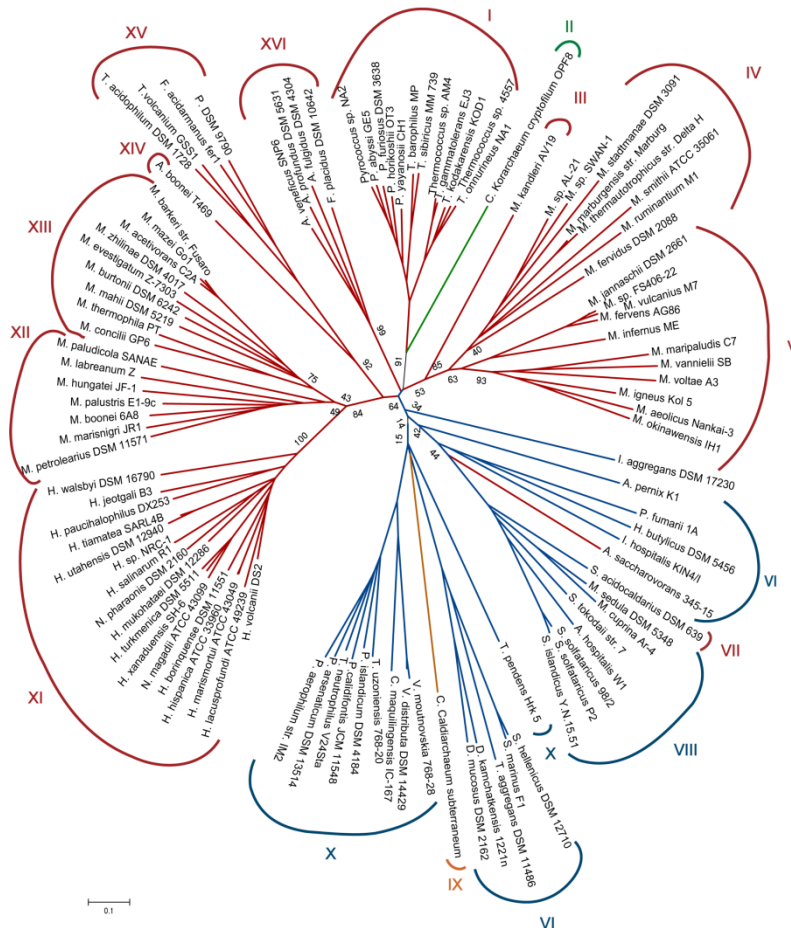 XV
XVI
I
II
III
IV
XIV
XIII
XII
XI
V
VI
VII
VIII
X
IX
VI
X
T. acidophilum DSM 1728
T. volcanium GSS1
F. acidarmanus fer1
P. DSM 9790
A. veneficus SNP6
A. profundus DSM 5631
A. fulgidus DSM 4304
F. placidus DSM 10642
Pyrococcus sp. NA2
P. abyssi GE5
P. furiosus DSM 3638
P. horikoshii OT3
P. yayanosii CH1
T. barophilus MP
T. sibiricus MM 739
Thermococcus sp. AM4
T. gammatolerans EJ3
T. kodakarensis KOD1
Thermococcus sp. 4557
T. onnurineus NA1
C. Korarchaeum cryptofilum OPF8
M. kandleri AV19
M. sp. AL-21
M. sp. SWAN-1
M. stadtmanae DSM 3091
M. marburgensis str. Marburg
M. thermautotrophicus str. Delta H
M. smithii ATCC 35061
M. ruminantium M1
M. fervidus DSM 2088
M. jannaschii DSM 2661
M. sp. FS406-22
M. vulcanius M7
M. fervens AG86
M. infernus ME
M. maripaludis C7
M. vannielii SB
M. voltae A3
M. igneus Kol 5
M. aeolicus Nankai-3
M. okinawensis IH1
I. aggregans DSM 17230
A. pernix K1
P. fumarii 1A
H. butylicus DSM 5456
I. hospitalis KIN4/I
A. saccharovorans 345-15
S. acidocaldarius DSM 639
M. sedula DSM 5348
M. cuprina Ar-4
S. tokodaii str. 7
A. hospitalis W1
S. solfataricus 98/2
S. solfataricus P2
S. islandicus Y.N.15.51
T. pendens Hrk 5
S. hellenicus DSM 12710
S. marinus F1
T. aggregans DSM 11486
D. kamchatkensis 1221n
D. mucosus DSM 2162
C. Caldiarchaeum subterraneum
V. moutnovskia 768-28
V. distributa DSM 14429
C. maquilingensis IC-167
T. uzoniensis 768-20
P. islandicum DSM 4184
P. calidifontis JCM 11548
T. neutrophilus V24Sta
P. arsenaticum DSM 13514
P. aerophilum str. IM2
A. boonei T469
M. barkeri str. Fusaro
M. mazei Go1
M. acetivorans C2A
M. zhilinae DSM 4017
M. evestigatum Z-7303
M. burtonii DSM 6242
M. mahii DSM 5219
M. thermophila PT
M. concilii GP6
M. paludicola SANAE
M. labreanum Z
M. hungatei JF-1
M. palustris E1-9c
M. boonei 6A8
M. marisnigri JR1
M. petrolearius DSM 11571
H. walsbyi DSM 16790
H. jeotgali B3
H. paucihalophilus DX253
H. tiamatea SARL4B
H. utahensis DSM 12940
H. sp. NRC-1
H. salinarum R1
N. pharaonis DSM 2160
H. mukohataei DSM 12286
H. turkmenica DSM 5511
H. xanaduensis SH-6
N. magadii ATCC 43099
H. borinquense DSM 11551
H. hispanica ATCC 33960
H. marismortui ATCC 43049
H. lacusprofundi ATCC 49239
H. volcanii DS2
99
91
92
75
43
49
84
64
100
85
53
63
40
93
34
14
15
42
44
0.1